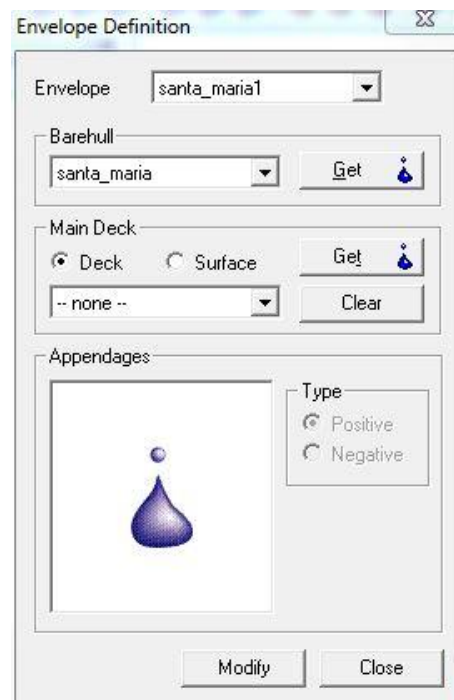 Envelope Definition
Envelope santa_maria1
Barehull
santa_maria Get
Main Deck
Deck Surface Get
-- none -- Clear
Appendages
Type
Positive
Negative
Modify Close